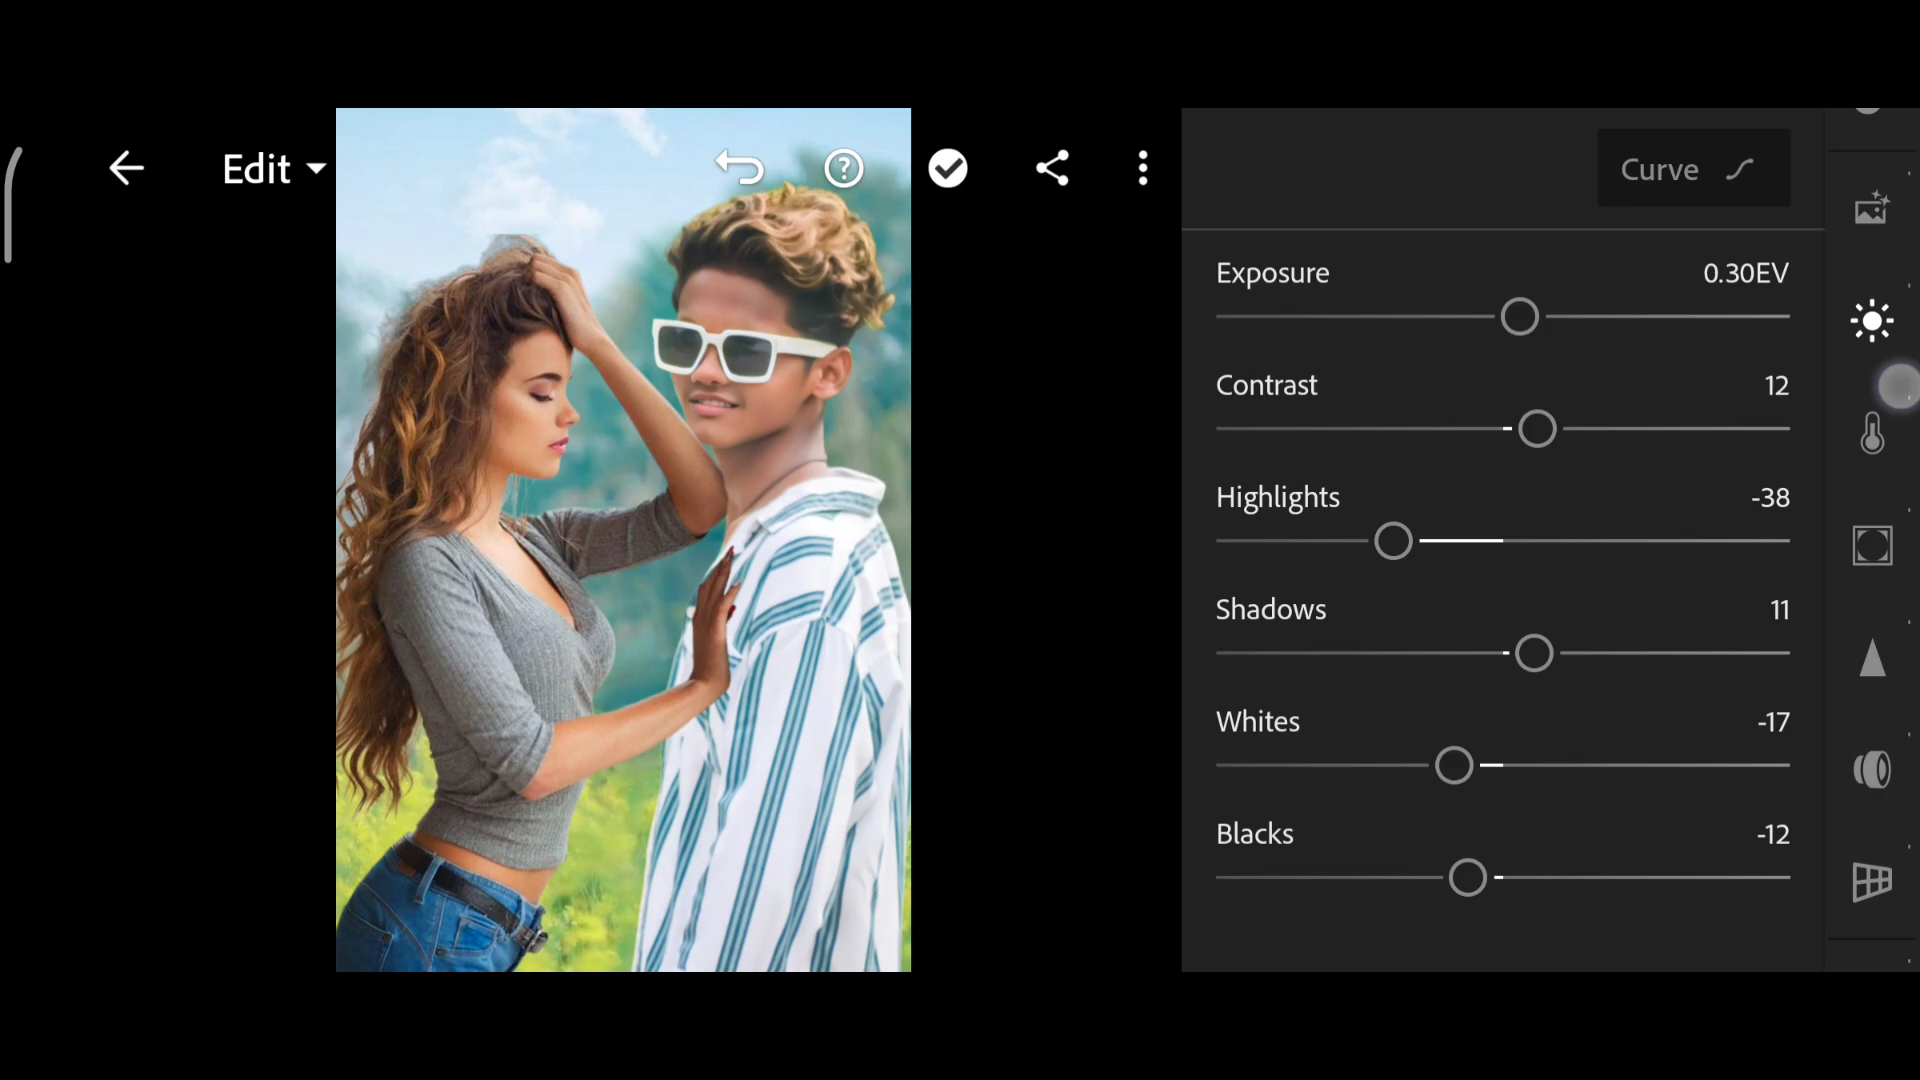 Edit
Curve
Exposure 0.30EV
Contrast 12
Highlights -38
Shadows 11
Whites -17
Blacks -12